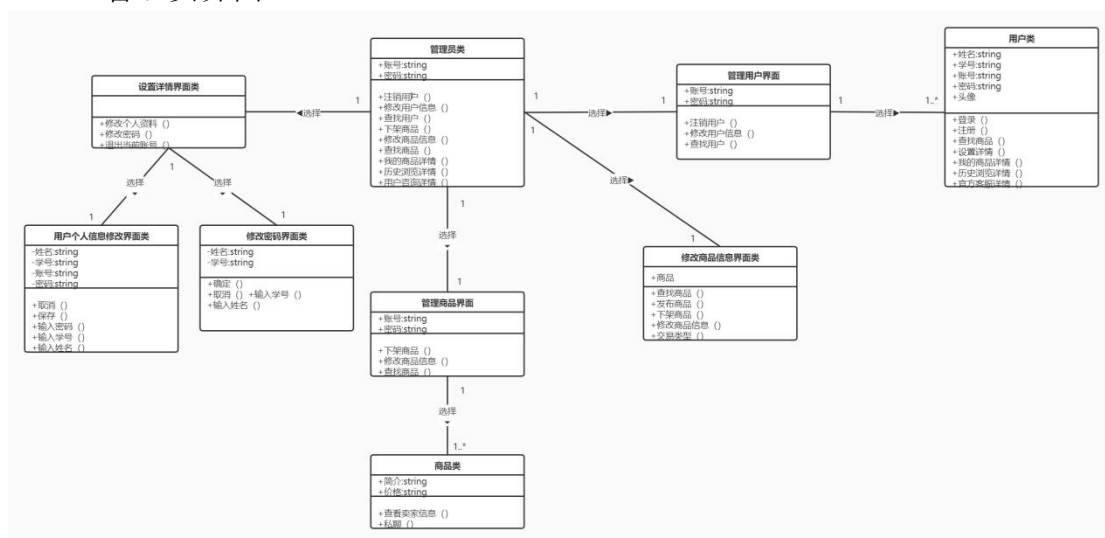 管理员类
+账号:string
+密码:string
+注销用户（）
+修改用户信息（）
+查找用户（）
+下架商品（）
+修改商品信息（）
+查找商品（）
+我的商品详情（）
+历史浏览详情（）
+用户咨询详情（）
设置详情界面类
+修改个人资料（）
+修改密码（）
+退出当前账号（）
1
◀选择
1
1
选择▶
1
管理用户界面
+账号:string
+密码:string
+注销用户（）
+修改用户信息（）
+查找用户（）
1
选择▶
1..*
用户类
+姓名:string
+学号:string
+账号:string
+密码:string
+头像
+登录（）
+注册（）
+查找商品（）
+设置详情（）
+我的商品详情（）
+历史浏览详情（）
+官方客服详情（）
1
选择
选择
1
1
用户个人信息修改界面类
-姓名:string
-学号:string
-账号:string
-密码:string
+取消（）
+保存（）
+输入密码（）
+输入学号（）
+输入姓名（）
修改密码界面类
-姓名:string
-学号:string
+确定（）
+取消（）+输入学号（）
+输入姓名（）
1
选择▶
1
修改商品信息界面类
+商品
+查找商品（）
+发布商品（）
+下架商品（）
+修改商品信息（）
+交易类型（）
1
选择
1
管理商品界面
+账号:string
+密码:string
+下架商品（）
+修改商品信息（）
+查找商品（）
1
选择
1..*
商品类
+简介:string
+价格:string
+查看卖家信息（）
+私聊（）